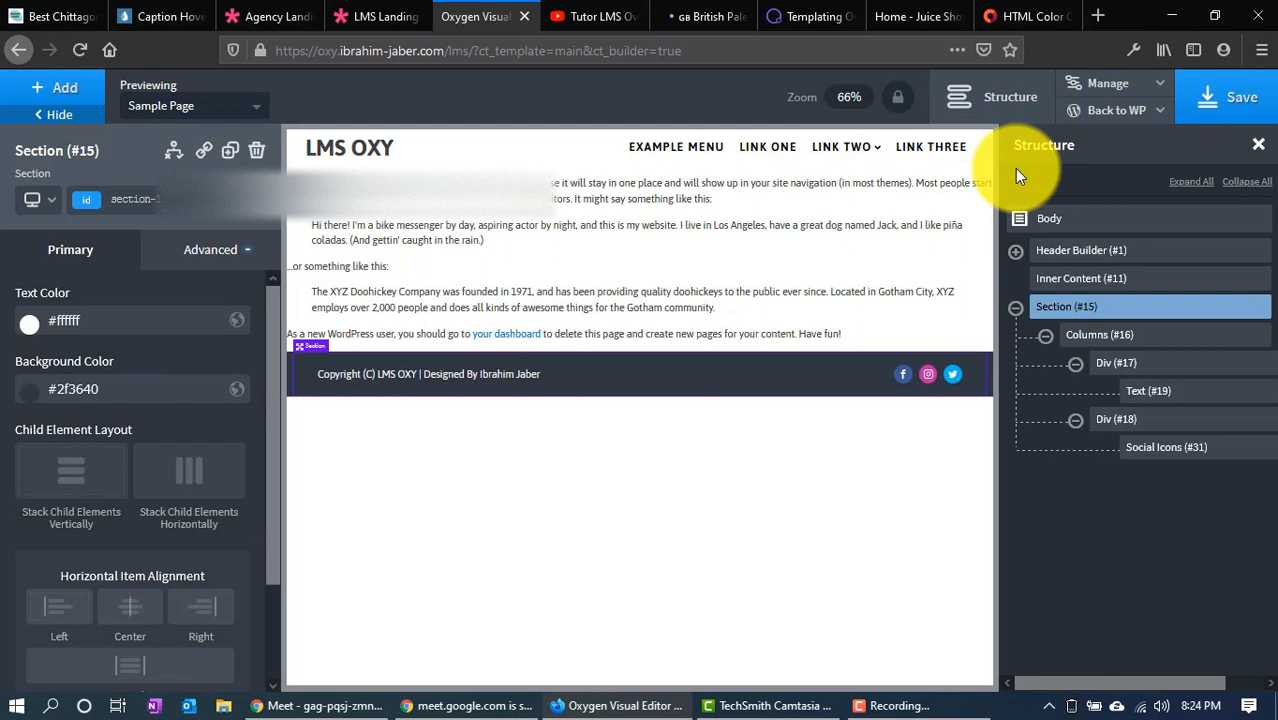 Best Chittago
Caption Hove
Agency Landi
LMS Landing
Oxygen Visual
Tutor LMS Ov
GB British Pale
Templating Ov
Home - Juice Sho
HTML Color C
https://oxy.ibrahim-jaber.com/lms/?ct_template=main&ct_builder=true
+ Add
< Hide
Previewing
Sample Page
Zoom 66%
Structure
Manage
Back to WP
Save
Section (#15)
Section
id section-1
Primary
Advanced
Text Color
#ffffff
Background Color
#2f3640
Child Element Layout
Stack Child Elements Vertically
Stack Child Elements Horizontally
Horizontal Item Alignment
Left Center Right
LMS OXY
EXAMPLE MENU LINK ONE LINK TWO LINK THREE
it will stay in one place and will show up in your site navigation (in most themes). Most people start
It might say something like this:
Hi there! I'm a bike messenger by day, aspiring actor by night, and this is my website. I live in Los Angeles, have a great dog named Jack, and I like piña
coladas. (And gettin' caught in the rain.)
...or something like this:
The XYZ Doohickey Company was founded in 1971, and has been providing quality doohickeys to the public ever since. Located in Gotham City, XYZ
employs over 2,000 people and does all kinds of awesome things for the Gotham community.
As a new WordPress user, you should go to your dashboard to delete this page and create new pages for your content. Have fun!
Section
Copyright (C) LMS OXY | Designed By Ibrahim Jaber
Structure
Expand All Collapse All
Body
Header Builder (#1)
Inner Content (#11)
Section (#15)
Columns (#16)
Div (#17)
Text (#19)
Div (#18)
Social Icons (#31)
Meet - gag-pqsj-zmn...
meet.google.com is s...
Oxygen Visual Editor ...
TechSmith Camtasia ...
Recording...
8:24 PM